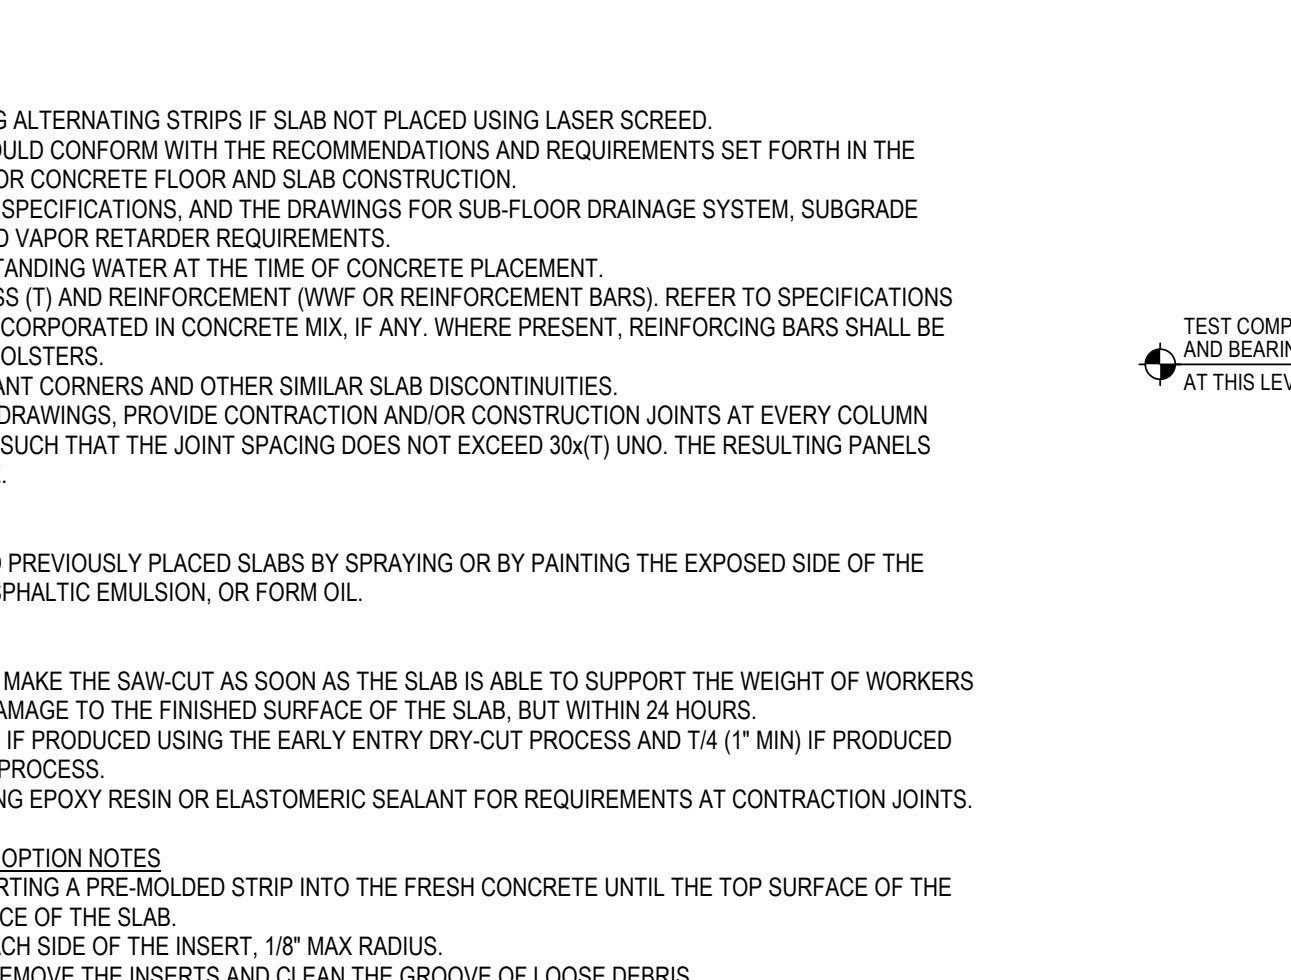 G ALTERNATING STRIPS IF SLAB NOT PLACED USING LASER SCREED.
OULD CONFORM WITH THE RECOMMENDATIONS AND REQUIREMENTS SET FORTH IN THE
OR CONCRETE FLOOR AND SLAB CONSTRUCTION.
SPECIFICATIONS, AND THE DRAWINGS FOR SUB-FLOOR DRAINAGE SYSTEM, SUBGRADE
D VAPOR RETARDER REQUIREMENTS.
TANDING WATER AT THE TIME OF CONCRETE PLACEMENT.
SS (T) AND REINFORCEMENT (WWF OR REINFORCEMENT BARS). REFER TO SPECIFICATIONS
CORPORATED IN CONCRETE MIX, IF ANY. WHERE PRESENT, REINFORCING BARS SHALL BE
OLSTERS.
ANT CORNERS AND OTHER SIMILAR SLAB DISCONTINUITIES.
DRAWINGS, PROVIDE CONTRACTION AND/OR CONSTRUCTION JOINTS AT EVERY COLUMN
SUCH THAT THE JOINT SPACING DOES NOT EXCEED 30x(T) UNO. THE RESULTING PANELS
.
PREVIOUSLY PLACED SLABS BY SPRAYING OR BY PAINTING THE EXPOSED SIDE OF THE
SPHALTIC EMULSION, OR FORM OIL.
MAKE THE SAW-CUT AS SOON AS THE SLAB IS ABLE TO SUPPORT THE WEIGHT OF WORKERS
AMAGE TO THE FINISHED SURFACE OF THE SLAB, BUT WITHIN 24 HOURS.
IF PRODUCED USING THE EARLY ENTRY DRY-CUT PROCESS AND T/4 (1" MIN) IF PRODUCED
PROCESS.
NG EPOXY RESIN OR ELASTOMERIC SEALANT FOR REQUIREMENTS AT CONTRACTION JOINTS.
OPTION NOTES
RTING A PRE-MOLDED STRIP INTO THE FRESH CONCRETE UNTIL THE TOP SURFACE OF THE
CE OF THE SLAB.
ACH SIDE OF THE INSERT, 1/8" MAX RADIUS.
EMOVE THE INSERTS AND CLEAN THE GROOVE OF LOOSE DEBRIS
TEST COMP
AND BEARIN
AT THIS LEV